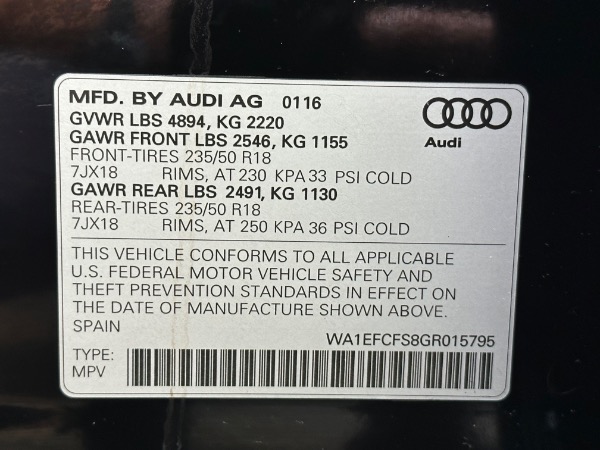 MFD. BY AUDI AG 0116
GVWR LBS 4894, KG 2220
GAWR FRONT LBS 2546, KG 1155
FRONT-TIRES 235/50 R18
7JX18 RIMS, AT 230 KPA 33 PSI COLD
GAWR REAR LBS 2491, KG 1130
REAR-TIRES 235/50 R18
7JX18 RIMS, AT 250 KPA 36 PSI COLD
Audi
THIS VEHICLE CONFORMS TO ALL APPLICABLE
U.S. FEDERAL MOTOR VEHICLE SAFETY AND
THEFT PREVENTION STANDARDS IN EFFECT ON
THE DATE OF MANUFACTURE SHOWN ABOVE.
SPAIN
WA1EFCFS8GR015795
TYPE:
MPV